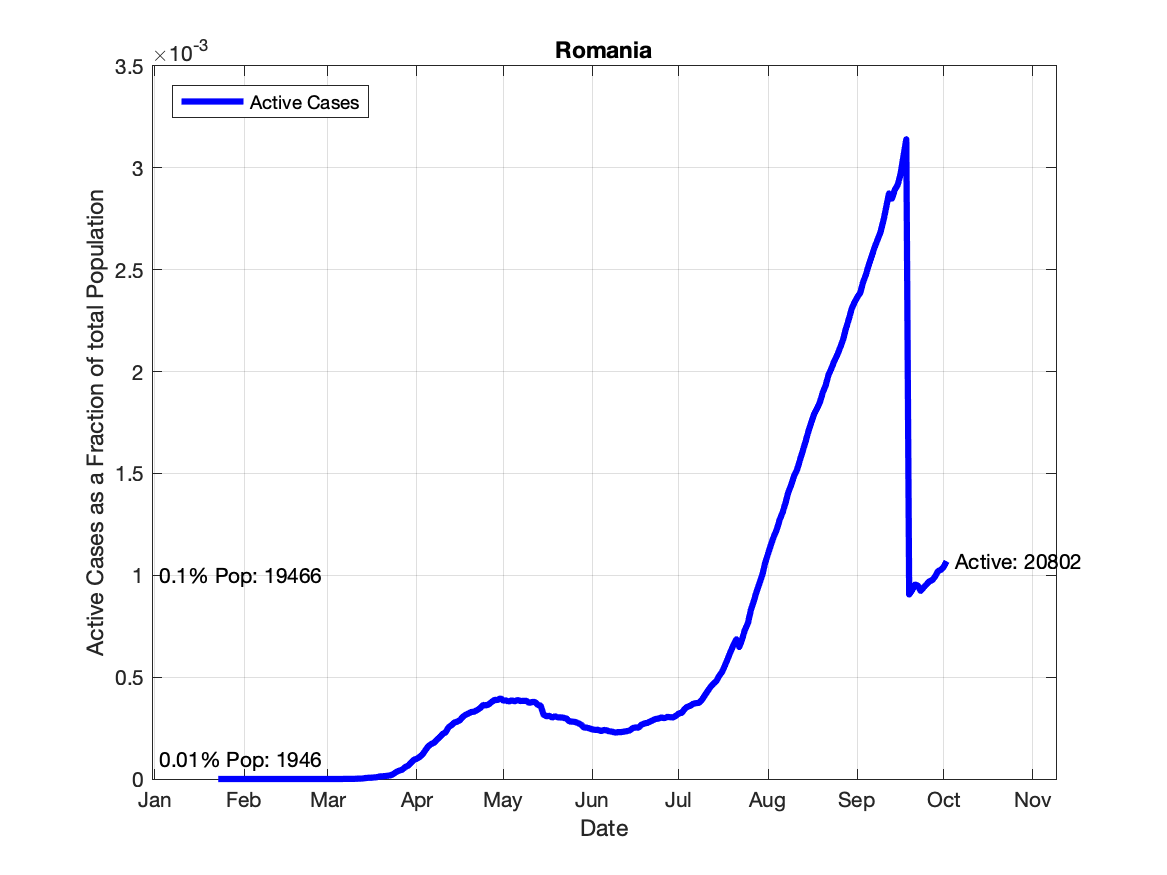 Romania
×10-3
3.5
3
2.5
2
1.5
1
0.5
0
Active Cases
0.1% Pop: 19466
0.01% Pop: 1946
Active: 20802
Active Cases as a Fraction of total Population
Jan Feb Mar Apr May Jun Jul Aug Sep Oct Nov
Date